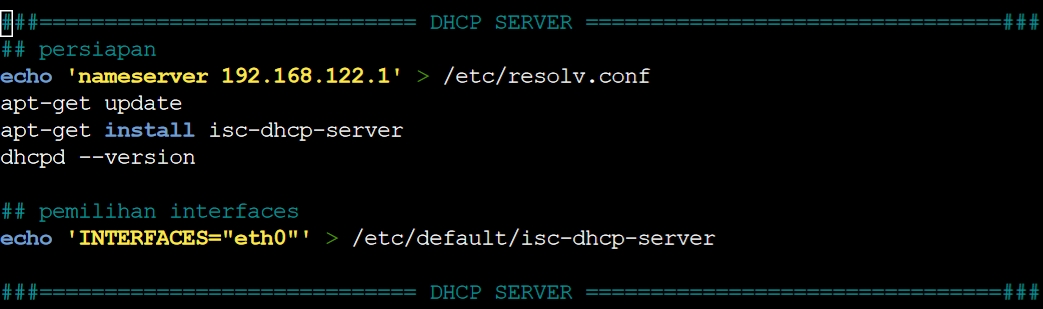 ###============================= DHCP SERVER ================================###
## persiapan
echo 'nameserver 192.168.122.1' > /etc/resolv.conf
apt-get update
apt-get install isc-dhcp-server
dhcpd --version
## pemilihan interfaces
echo 'INTERFACES="eth0"' > /etc/default/isc-dhcp-server
###============================= DHCP SERVER ================================###